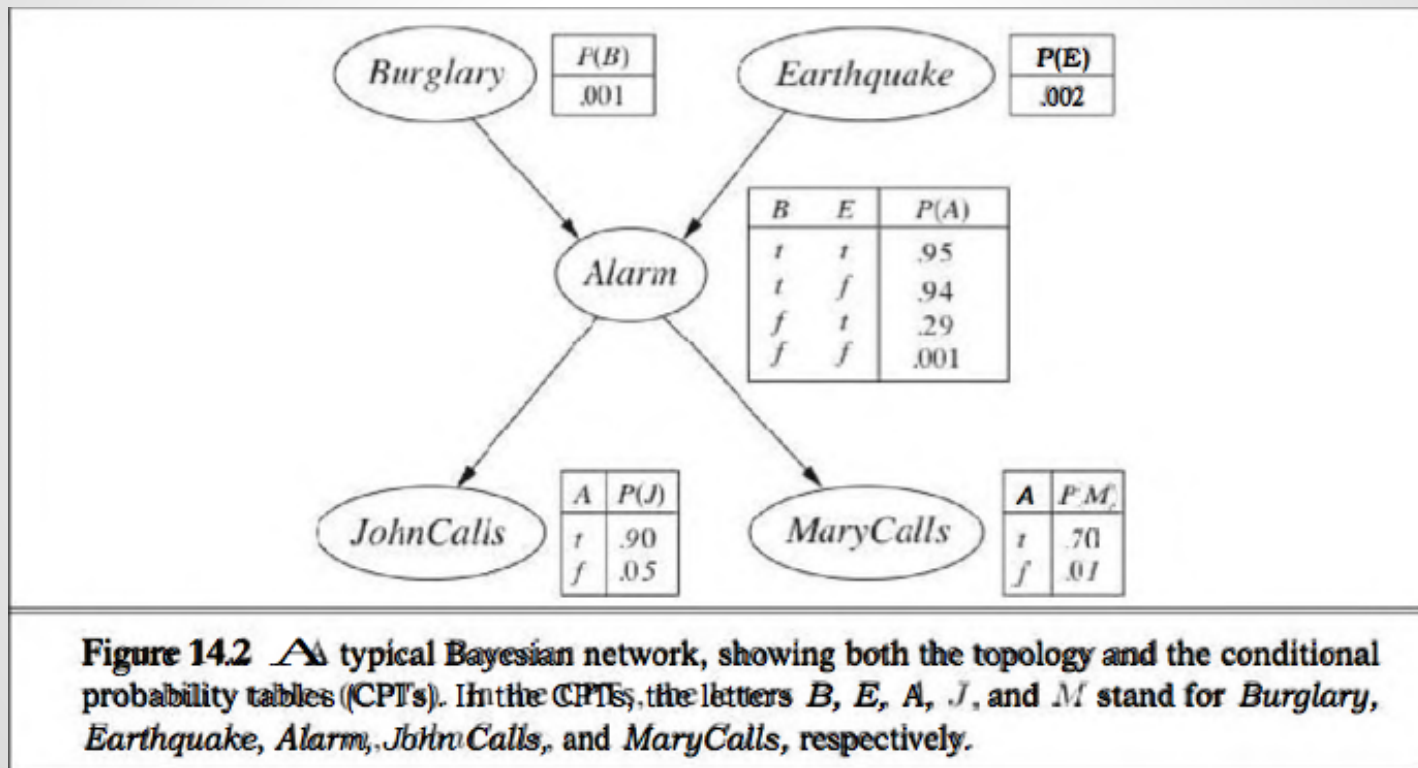 Burglary
P(B)
.001
Earthquake
P(E)
.002
Alarm
B E P(A)
t t .95
t f .94
f t .29
f f .001
JohnCalls
A P(J)
t .90
f .05
MaryCalls
A P(M)
t .70
f .01
Figure 14.2 A typical Bayesian network, showing both the topology and the conditional
probability tables (CPTs). In the CPTs, the letters B, E, A, J, and M stand for Burglary,
Earthquake, Alarm, JohnCalls, and MaryCalls, respectively.